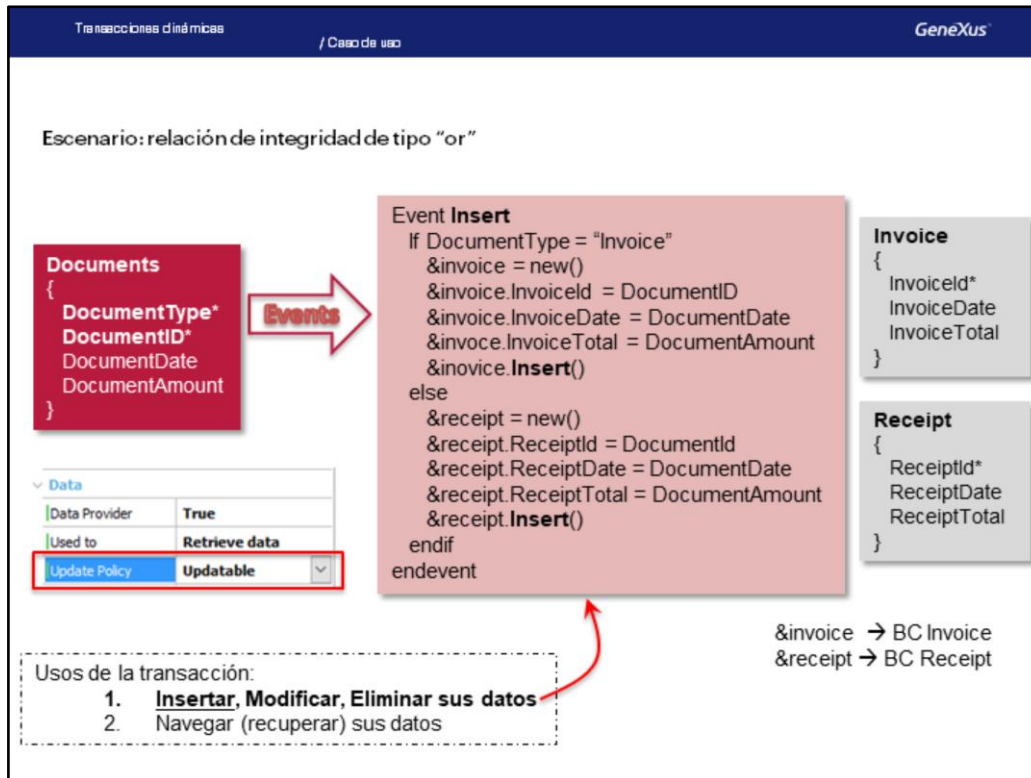 Transacciones dinámicas
/ Caso de uso
GeneXus
Escenario: relación de integridad de tipo “or”
Documents
{
DocumentType*
DocumentID*
DocumentDate
DocumentAmount
}
Events
Event Insert
If DocumentType = “Invoice”
&invoice = new()
&invoice.InvoiceId = DocumentID
&invoice.InvoiceDate = DocumentDate
&invoce.InvoiceTotal = DocumentAmount
&inovice.Insert()
else
&receipt = new()
&receipt.ReceiptId = DocumentId
&receipt.ReceiptDate = DocumentDate
&receipt.ReceiptTotal = DocumentAmount
&receipt.Insert()
endif
endevent
Invoice
{
InvoiceId*
InvoiceDate
InvoiceTotal
}
Receipt
{
ReceiptId*
ReceiptDate
ReceiptTotal
}
Data
Data Provider True
Used to Retrieve data
Update Policy Updatable
&invoice → BC Invoice
&receipt → BC Receipt
Usos de la transacción:
1. Insertar, Modificar, Eliminar sus datos
2. Navegar (recuperar) sus datos